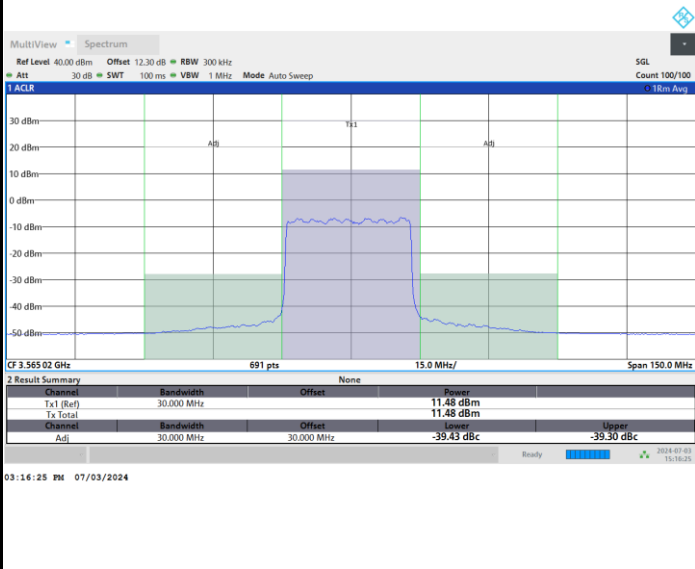 MultiView Spectrum
Ref Level 40.00 dBm Offset 12.30 dB RBW 300 kHz SGL
Att 30 dB SWT 100 ms VBW 1 MHz Mode Auto Sweep Count 100/100
1 ACLR 1Rm Avg
30 dBm
Tx1
20 dBm
Adj Adj
10 dBm
0 dBm
-10 dBm
-20 dBm
-30 dBm
-40 dBm
-50 dBm
CF 3.565 02 GHz 691 pts 15.0 MHz/ Span 150.0 MHz
2 Result Summary None
Channel Bandwidth Offset Power
Tx1 (Ref) 30.000 MHz 11.48 dBm
Tx Total 11.48 dBm
Channel Bandwidth Offset Lower Upper
Adj 30.000 MHz 30.000 MHz -39.43 dBc -39.30 dBc
Ready 2024-07-03
15:16:25
03:16:25 PM 07/03/2024